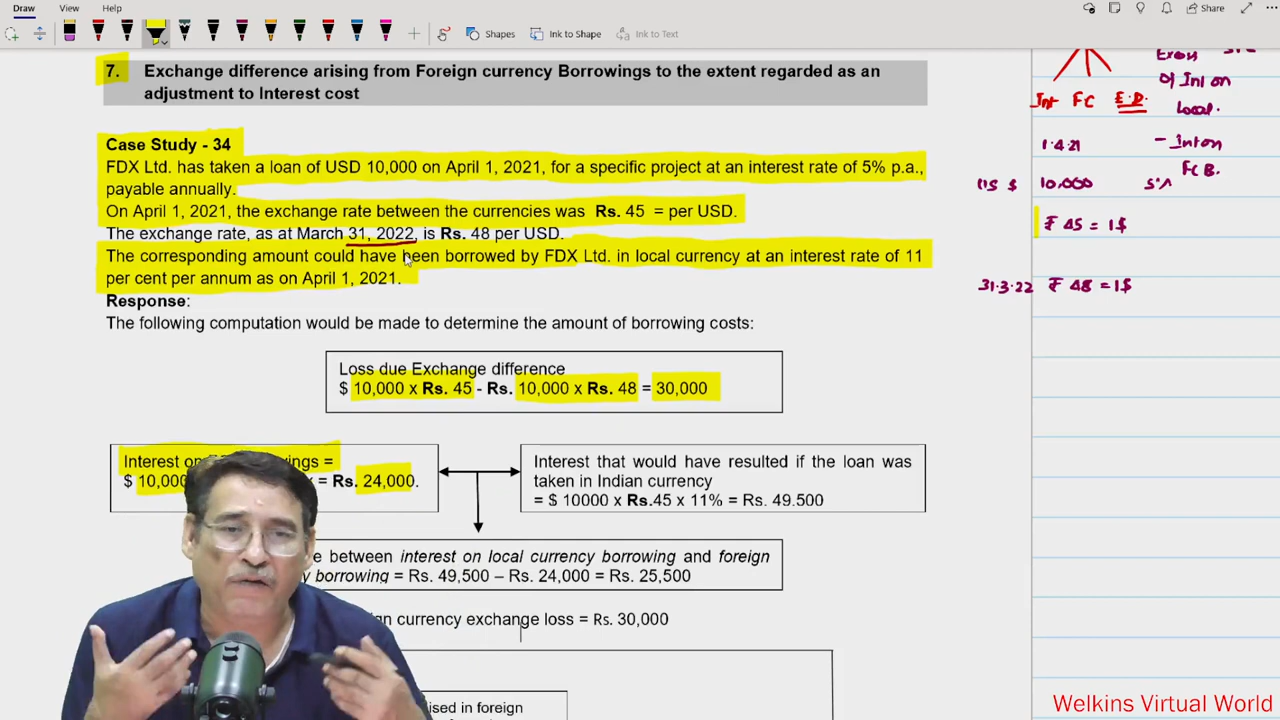 Draw View Help
Share
Shapes Ink to Shape Ink to Text
7. Exchange difference arising from Foreign currency Borrowings to the extent regarded as an
adjustment to Interest cost
Case Study - 34
FDX Ltd. has taken a loan of USD 10,000 on April 1, 2021, for a specific project at an interest rate of 5% p.a.,
payable annually.
On April 1, 2021, the exchange rate between the currencies was Rs. 45 = per USD.
The exchange rate, as at March 31, 2022, is Rs. 48 per USD.
The corresponding amount could have been borrowed by FDX Ltd. in local currency at an interest rate of 11
per cent per annum as on April 1, 2021.
Response:
The following computation would be made to determine the amount of borrowing costs:
Loss due Exchange difference
$ 10,000 x Rs. 45 - Rs. 10,000 x Rs. 48 = 30,000
Interest on ings =
$ 10,000 = Rs. 24,000.
Interest that would have resulted if the loan was
taken in Indian currency
= $ 10000 x Rs.45 x 11% = Rs. 49.500
e between interest on local currency borrowing and foreign
y borrowing = Rs. 49,500 – Rs. 24,000 = Rs. 25,500
gn currency exchange loss = Rs. 30,000
ised in foreign
Int FC E.D.
of Int on
Local.
1.4.21 - Int on
FCB.
10.000 5%
₹ 45 = 1$
31.3.22 ₹ 48 = 1$
Welkins Virtual World